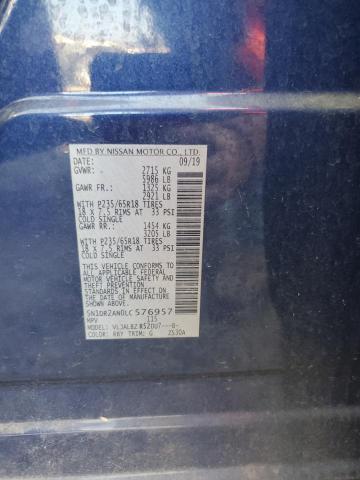 MFD BY NISSAN MOTOR CO., LTD.
DATE: 09/19
GVWR: - 2715 KG
5986 LB
GAWR FR: 1325 KG
2921 LB
WITH P235/65R18 TIRES
18 x 7.5 RIMS AT 33 PSI
COLD SINGLE
GAWR RR: 1454 KG
3205 LB
WITH P235/65R18 TIRES
18 x 7.5 RIMS AT 33 PSI
COLD SINGLE
THIS VEHICLE CONFORMS
TO ALL APPLICABLE FEDERAL
MOTOR VEHICLE SAFETY AND
THEFT PREVENTION
STANDARDS IN EFFECT ON THE
DATE OF MANUFACTURE
SHOWN ABOVE.
5N1DR2AN0LC576957
MPV 115
MODEL:
COLOR: RBY TRIM: G